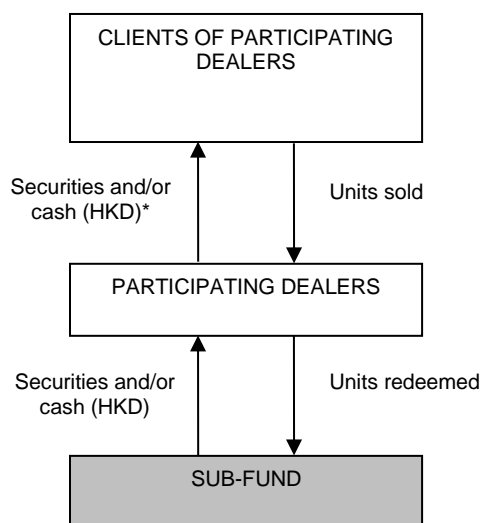 CLIENTS OF PARTICIPATING
DEALERS
Securities and/or
cash (HKD)*
Units sold
PARTICIPATING DEALERS
Securities and/or
cash (HKD)
Units redeemed
SUB-FUND